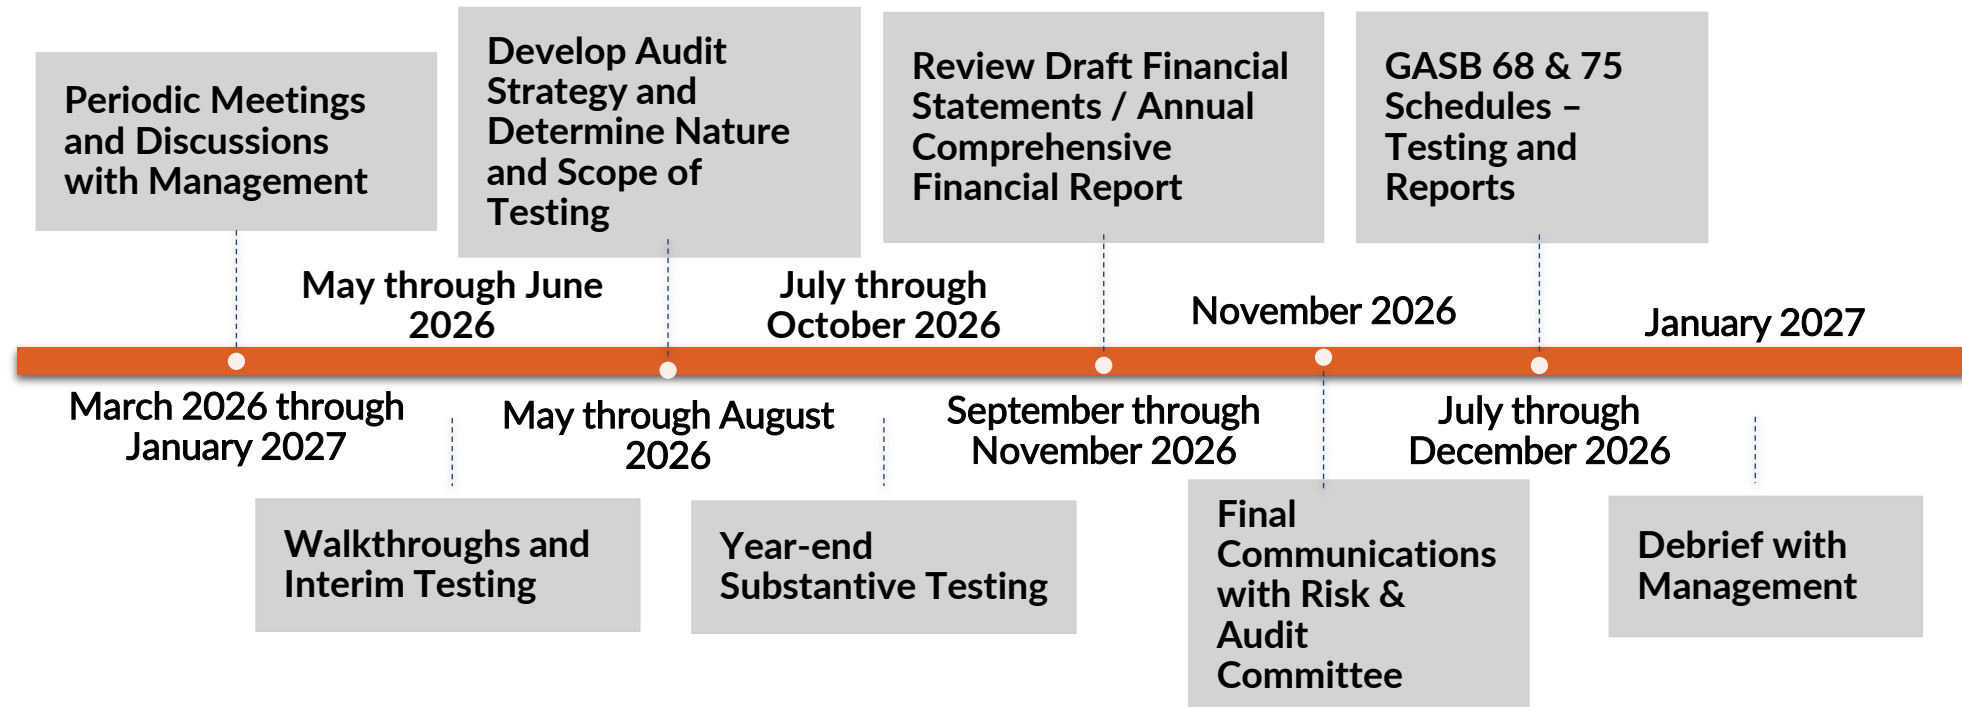 Periodic Meetings
and Discussions
with Management
Develop Audit
Strategy and
Determine Nature
and Scope of
Testing
Review Draft Financial
Statements / Annual
Comprehensive
Financial Report
GASB 68 & 75
Schedules –
Testing and
Reports
May through June
2026
July through
October 2026
November 2026
January 2027
March 2026 through
January 2027
May through August
2026
September through
November 2026
July through
December 2026
Walkthroughs and
Interim Testing
Year-end
Substantive Testing
Final
Communications
with Risk &
Audit
Committee
Debrief with
Management